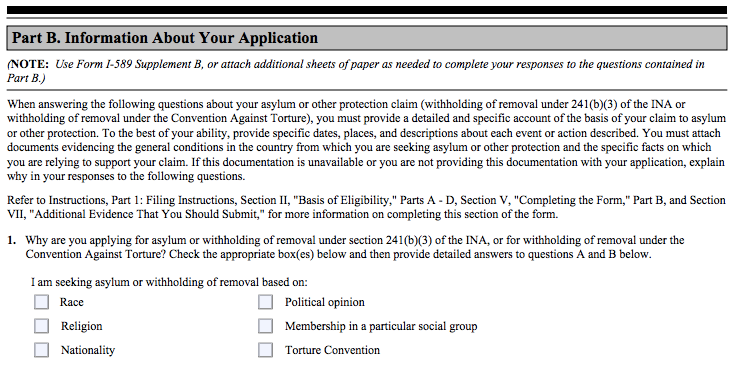 Part B. Information About Your Application
(NOTE: Use Form I-589 Supplement B, or attach additional sheets of paper as needed to complete your responses to the questions contained in
Part B.)
When answering the following questions about your asylum or other protection claim (withholding of removal under 241(b)(3) of the INA or
withholding of removal under the Convention Against Torture), you must provide a detailed and specific account of the basis of your claim to asylum
or other protection. To the best of your ability, provide specific dates, places, and descriptions about each event or action described. You must attach
documents evidencing the general conditions in the country from which you are seeking asylum or other protection and the specific facts on which
you are relying to support your claim. If this documentation is unavailable or you are not providing this documentation with your application, explain
why in your responses to the following questions.
Refer to Instructions, Part 1: Filing Instructions, Section II, "Basis of Eligibility," Parts A - D, Section V, "Completing the Form," Part B, and Section
VII, "Additional Evidence That You Should Submit," for more information on completing this section of the form.
1. Why are you applying for asylum or withholding of removal under section 241(b)(3) of the INA, or for withholding of removal under the
Convention Against Torture? Check the appropriate box(es) below and then provide detailed answers to questions A and B below.
I am seeking asylum or withholding of removal based on:
Race Political opinion
Religion Membership in a particular social group
Nationality Torture Convention